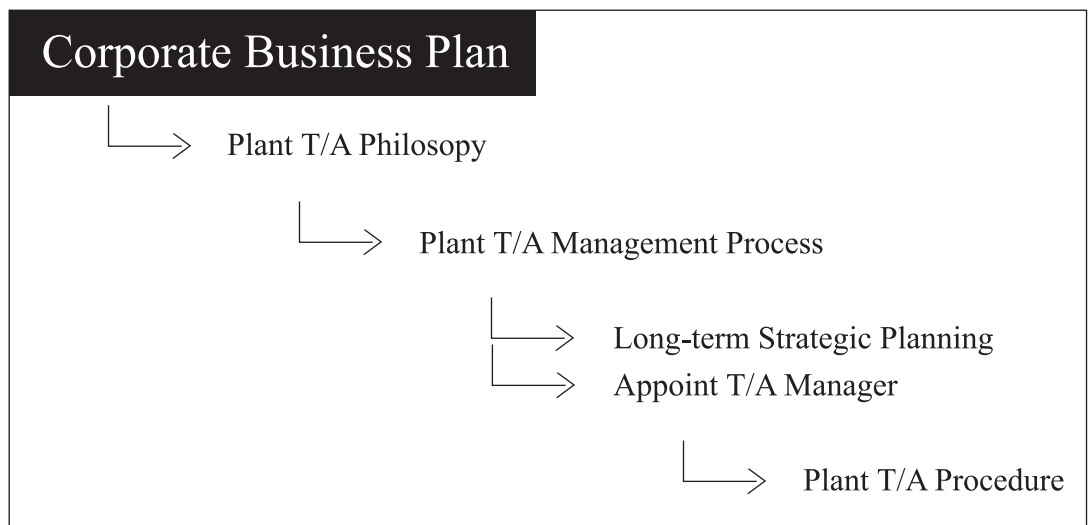 Corporate Business Plan
Plant T/A Philosopy
Plant T/A Management Process
Long-term Strategic Planning
Appoint T/A Manager
Plant T/A Procedure